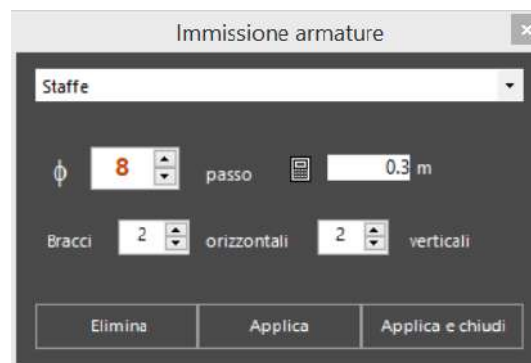 Immissione armature
Staffe
ϕ 8 passo 0.3 m
Bracci 2 orizzontali 2 verticali
Elimina Applica Applica e chiudi